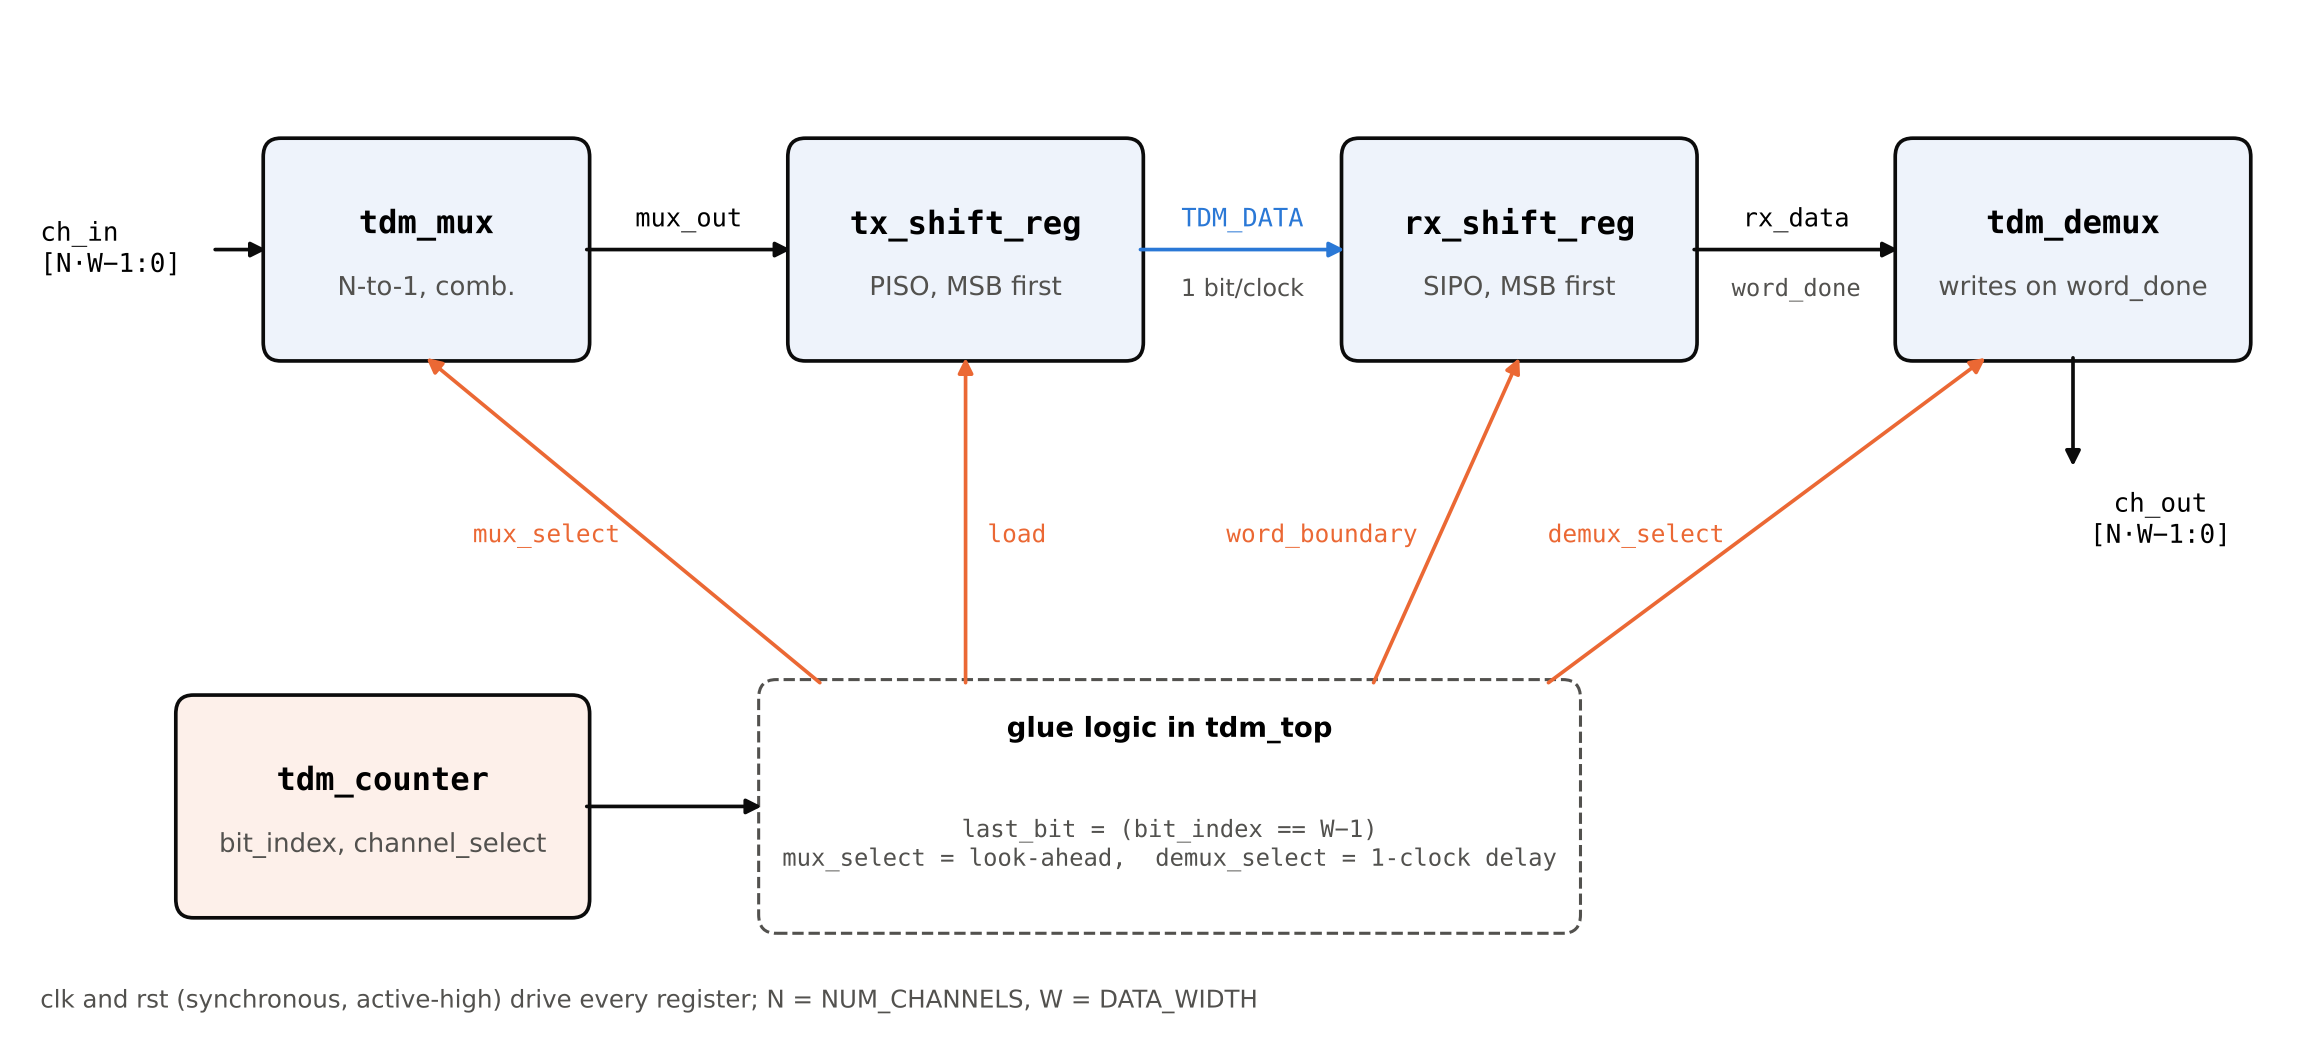 ch_in
[N·W−1:0]
tdm_mux
N-to-1, comb.
mux_out
tx_shift_reg
PISO, MSB first
TDM_DATA
1 bit/clock
rx_shift_reg
SIPO, MSB first
rx_data
word_done
tdm_demux
writes on word_done
mux_select
load
word_boundary
demux_select
ch_out
[N·W−1:0]
tdm_counter
bit_index, channel_select
glue logic in tdm_top
last_bit = (bit_index == W−1)
mux_select = look-ahead,  demux_select = 1-clock delay
clk and rst (synchronous, active-high) drive every register; N = NUM_CHANNELS, W = DATA_WIDTH